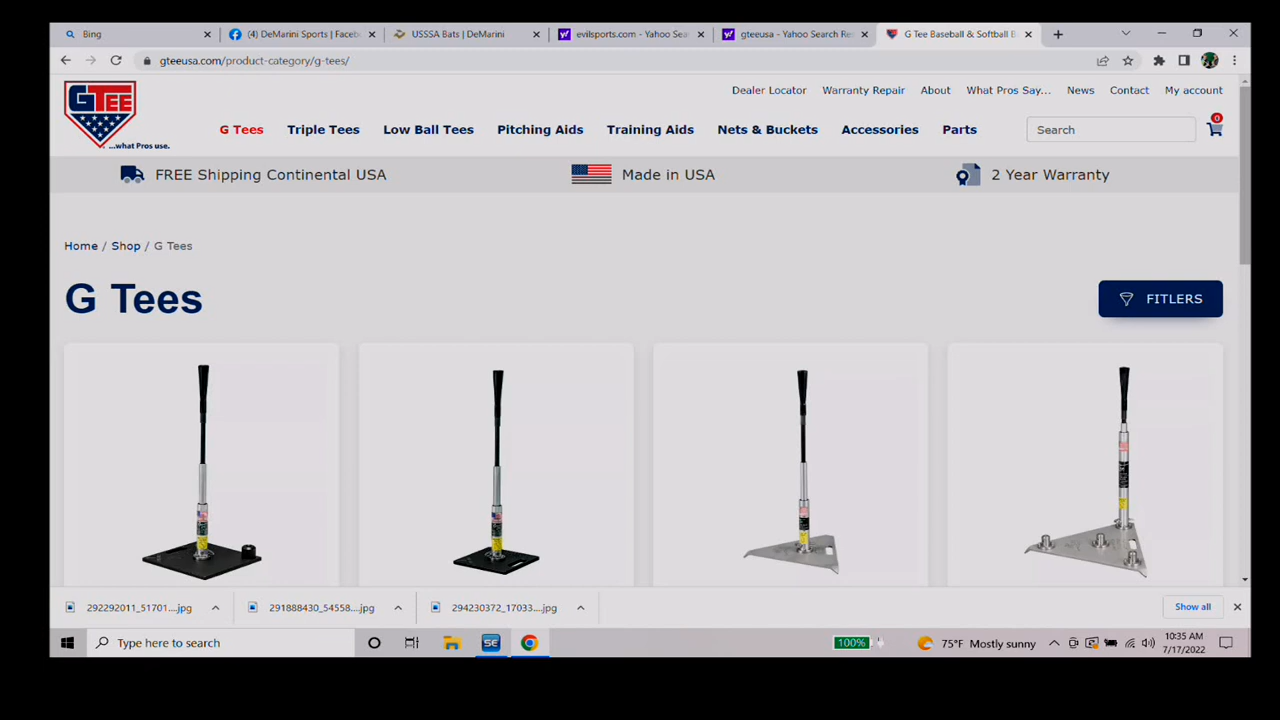 Bing
(4) DeMarini Sports | Faceb
USSSA Bats | DeMarini
evilsports.com - Yahoo Sea
gteeusa - Yahoo Search Res
G Tee Baseball & Softball B
gteeusa.com/product-category/g-tees/
Dealer Locator Warranty Repair About What Pros Say... News Contact My account
GTEE
...what Pros use.
G Tees Triple Tees Low Ball Tees Pitching Aids Training Aids Nets & Buckets Accessories Parts
Search
0
FREE Shipping Continental USA
Made in USA
2 Year Warranty
Home / Shop / G Tees
G Tees
FITLERS
292292011_51701....jpg
291888430_54558....jpg
294230372_17033....jpg
Show all
Type here to search
SE
100%
75°F Mostly sunny
10:35 AM
7/17/2022